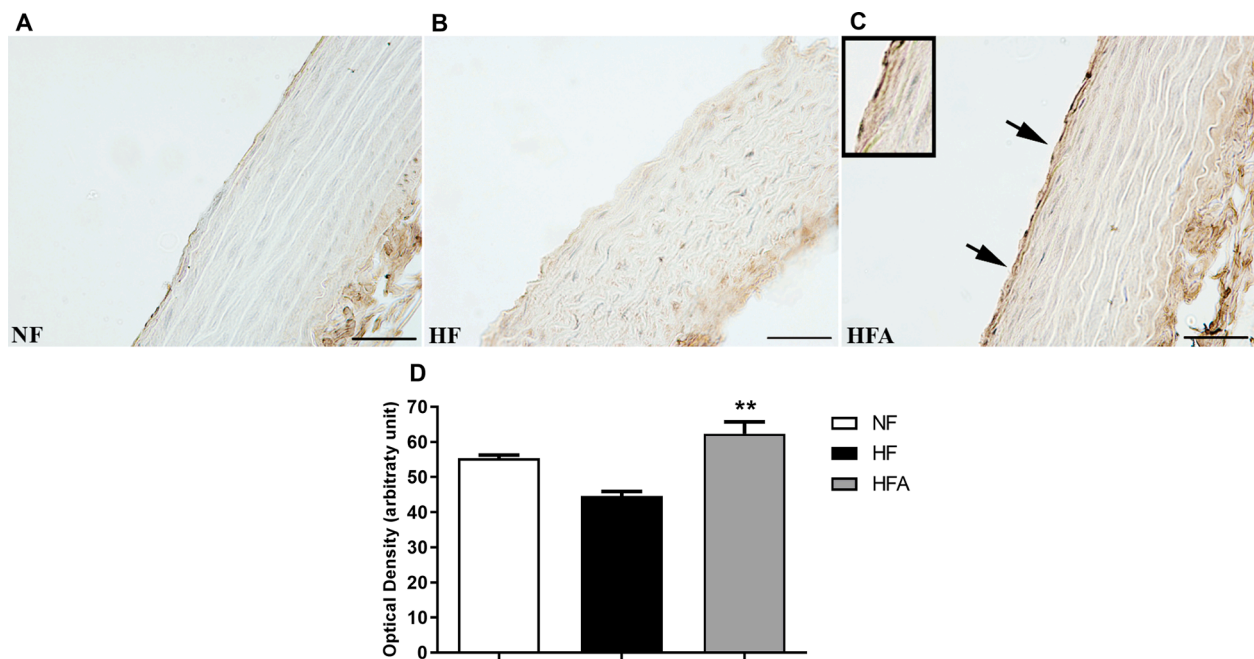 A
B
C
NF
HF
HFA
D
Optical Density (arbitraty unit)
70
60
50
40
30
20
10
0
**
NF
HF
HFA